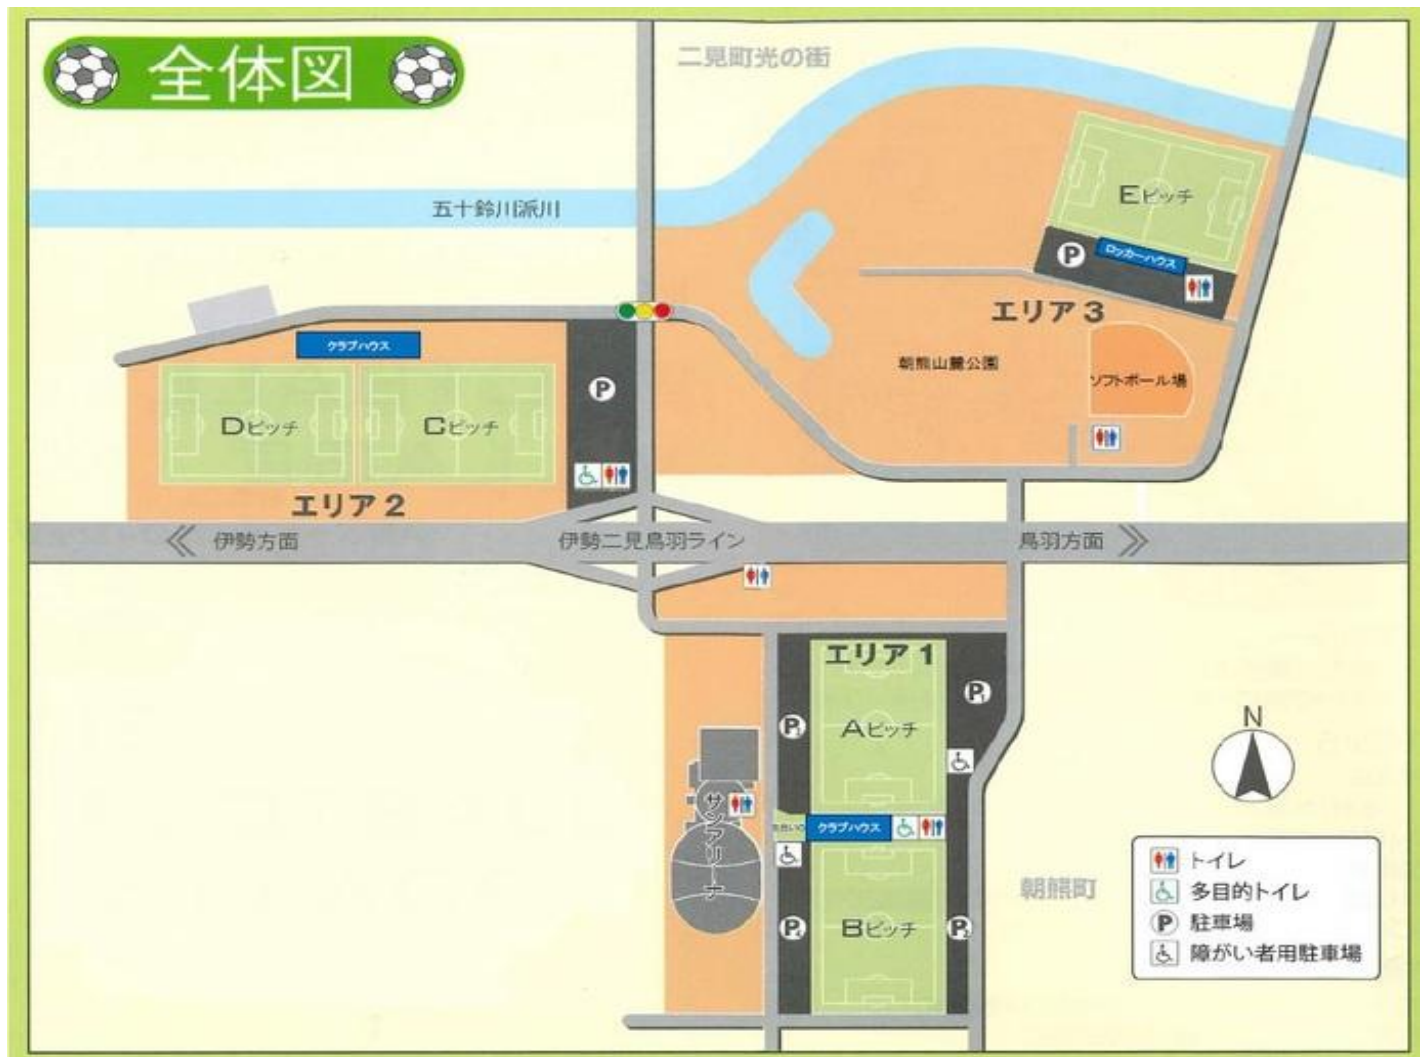 全体図
二見町光の街
五十鈴川派川
Eピッチ
P
ロッカーハウス
エリア3
クラブハウス
朝熊山麓公園
ソフトボール場
P
Dピッチ
Cピッチ
エリア2
伊勢方面
伊勢二見鳥羽ライン
鳥羽方面
エリア1
P1
Aピッチ
P3
サンアリーナ
クラブハウス
P4
Bピッチ
P2
N
朝熊町
トイレ
多目的トイレ
P 駐車場
障がい者用駐車場